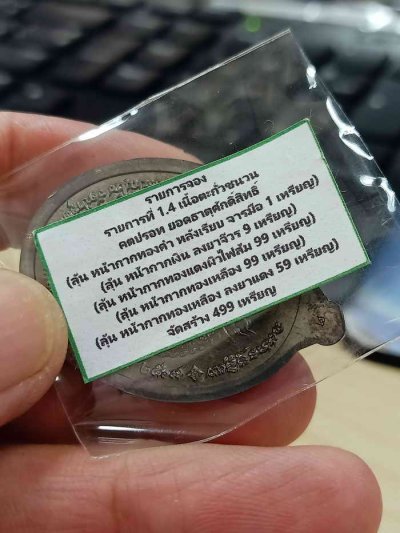 รายการจอง
รายการที่ 1.4 เนื้อตะกั่วชนวน
คตปรอท ยอดธาตุศักดิ์สิทธิ์
(ลุ้น หน้ากากทองคำ หลังเรียบ จารมือ 1 เหรียญ)
(ลุ้น หน้ากากเงิน ลงยาจีวร 9 เหรียญ)
(ลุ้น หน้ากากทองแดงผิวไฟส้ม 99 เหรียญ)
(ลุ้น หน้ากากทองเหลือง 99 เหรียญ)
(ลุ้น หน้ากากทองเหลือง ลงยาแดง 59 เหรียญ)
จัดสร้าง 499 เหรียญ